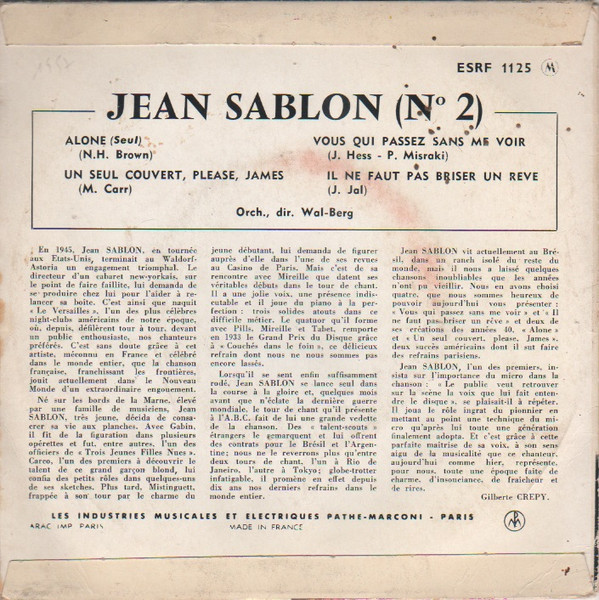 1957
ESRF 1125 M
JEAN SABLON (Nº 2)
ALONE (Seul)
(N.H. Brown)
UN SEUL COUVERT, PLEASE, JAMES
(M. Carr)
VOUS QUI PASSEZ SANS ME VOIR
(J. Hess - P. Misraki)
IL NE FAUT PAS BRISER UN REVE
(J. Jal)
Orch., dir. Wal-Berg
En 1945, Jean SABLON, en tournée
aux Etats-Unis, terminait au Waldorf-
Astoria un engagement triomphal. Le
directeur d'un cabaret new-yorkais, sur
le point de faire faillite, lui demanda de
se produire chez lui pour l'aider à re-
lancer sa boîte. C'est ainsi que naquit
« Le Versailles », l'un des plus célèbres
night-clubs américains de notre époque,
où, depuis, défilèrent tour à tour, devant
un public enthousiaste, nos chanteurs
préférés. C'est sans doute grâce à cet
artiste, méconnu en France et célèbre
dans le monde entier, que la chanson
française, franchissant les frontières,
jouit actuellement dans le Nouveau
Monde d'un extraordinaire engouement.
Né sur les bords de la Marne, élevé
par une famille de musiciens, Jean
SABLON, très jeune, décida de consa-
crer sa vie aux planches. Avec Gabin,
il fit de la figuration dans plusieurs
opérettes et fut, entre autres, l'un des
officiers de « Trois Jeunes Filles Nues ».
Carco, l'un des premiers à découvrir le
talent de ce grand garçon blond, lui
confia des petits rôles dans quelques-uns
de ses sketches. Plus tard, Mistinguett,
frappée à son tour par le charme du
jeune débutant, lui demanda de figurer
auprès d'elle dans l'une de ses revues
au Casino de Paris. Mais c'est de sa
rencontre avec Mireille que datent ses
véritables débuts dans le tour de chant.
Il a une jolie voix, une présence indis-
cutable et il joue du piano à la per-
fection : trois solides atouts dans ce
difficile métier. Le quatuor qu'il forme
avec Pills, Mireille et Tabet, remporte
en 1933 le Grand Prix du Disque grâce
à « Couchés dans le foin », ce délicieux
refrain dont nous ne nous sommes pas
encore lassés.
Lorsqu'il se sent enfin suffisamment
rodé, Jean SABLON se lance seul dans
la course à la gloire et, quelques mois
avant que n'éclate la dernière guerre
mondiale, le tour de chant qu'il présente
à l'A.B.C. fait de lui une grande vedette
de la chanson. Des « talent-scouts »
étrangers le remarquent et lui offrent
des contrats pour le Brésil et l'Argen-
tine; nous ne le reverrons plus qu'entre
deux tours de chant, l'un à Rio de
Janeiro, l'autre à Tokyo; globe-trotter
infatigable, il promène en effet depuis
dix ans nos derniers refrains dans le
monde entier.
Jean SABLON vit actuellement au Bré-
sil, dans un ranch isolé du reste du
monde, mais il nous a laissé quelques
chansons inoubliables que les années
n'ont pu vieillir. Nous en avons choisi
quatre, que nous sommes heureux de
pouvoir aujourd'hui vous présenter :
« Vous qui passez sans me voir » et « Il
ne faut pas briser un rêve » et deux de
ses créations des années 40, « Alone »
et « Un seul couvert, please, James »,
deux succès américains dont il sut faire
des refrains parisiens.
Jean SABLON, l'un des premiers, in-
sista sur l'importance du micro dans la
chanson : « Le public veut retrouver
sur la scène la voix que lui fait enten-
dre le disque », se plaisait-il à répéter.
Il joua le rôle ingrat du pionnier en
mettant au point une technique du mi-
cro qu'après lui toute une génération
finalement adopta. Et c'est grâce à cette
parfaite maîtrise de sa voix, à son sens
aigu de la musicalité que ce chanteur,
aujourd'hui comme hier, représente,
pour nous, toute une époque faite de
charme, d'insouciance, de fraîcheur et
de rires.
Gilberte CREPY.
LES INDUSTRIES MUSICALES ET ELECTRIQUES PATHE-MARCONI - PARIS
MADE IN FRANCE